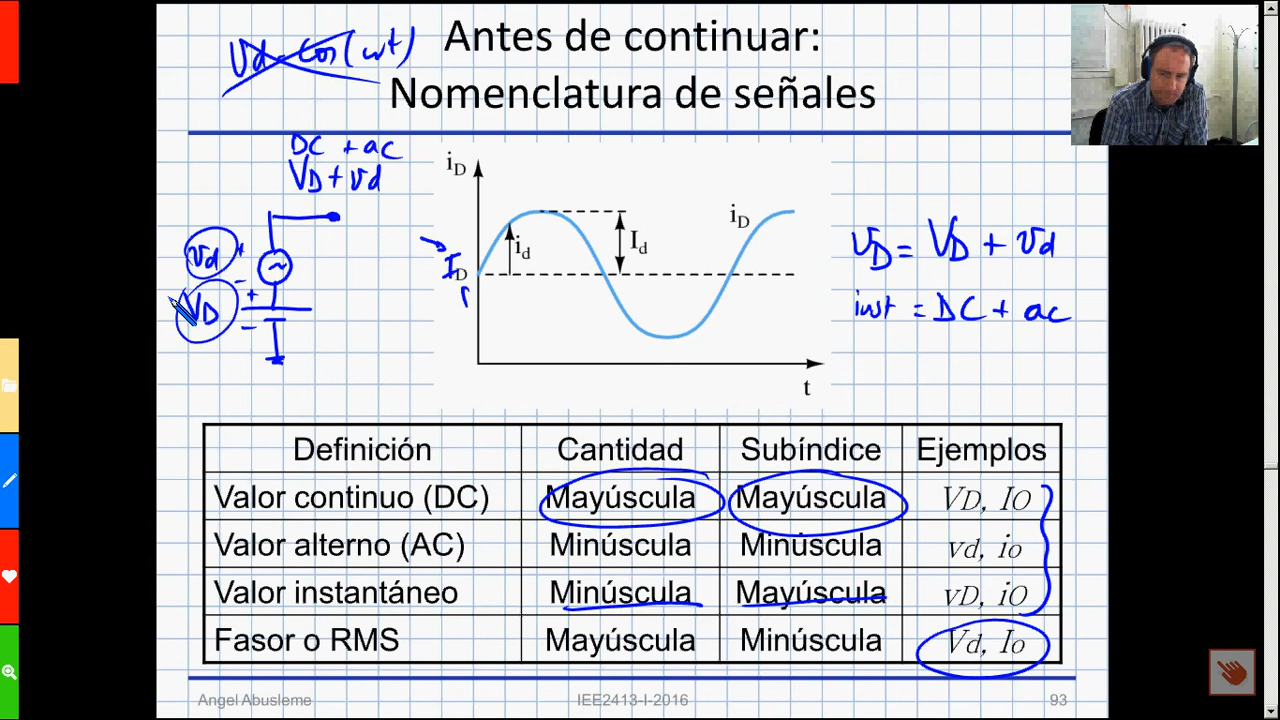 Antes de continuar:
Nomenclatura de señales
Vd cos(wt)
DC + ac
VD + vd
vd
+
-
VD
+
-
iD
ID
id
Id
iD
t
vD = VD + vd
inst = DC + ac
Definición Cantidad Subíndice Ejemplos
Valor continuo (DC) Mayúscula Mayúscula VD, IO
Valor alterno (AC) Minúscula Minúscula vd, io
Valor instantáneo Minúscula Mayúscula vD, iO
Fasor o RMS Mayúscula Minúscula Vd, Io
Angel Abusleme IEE2413-I-2016 93